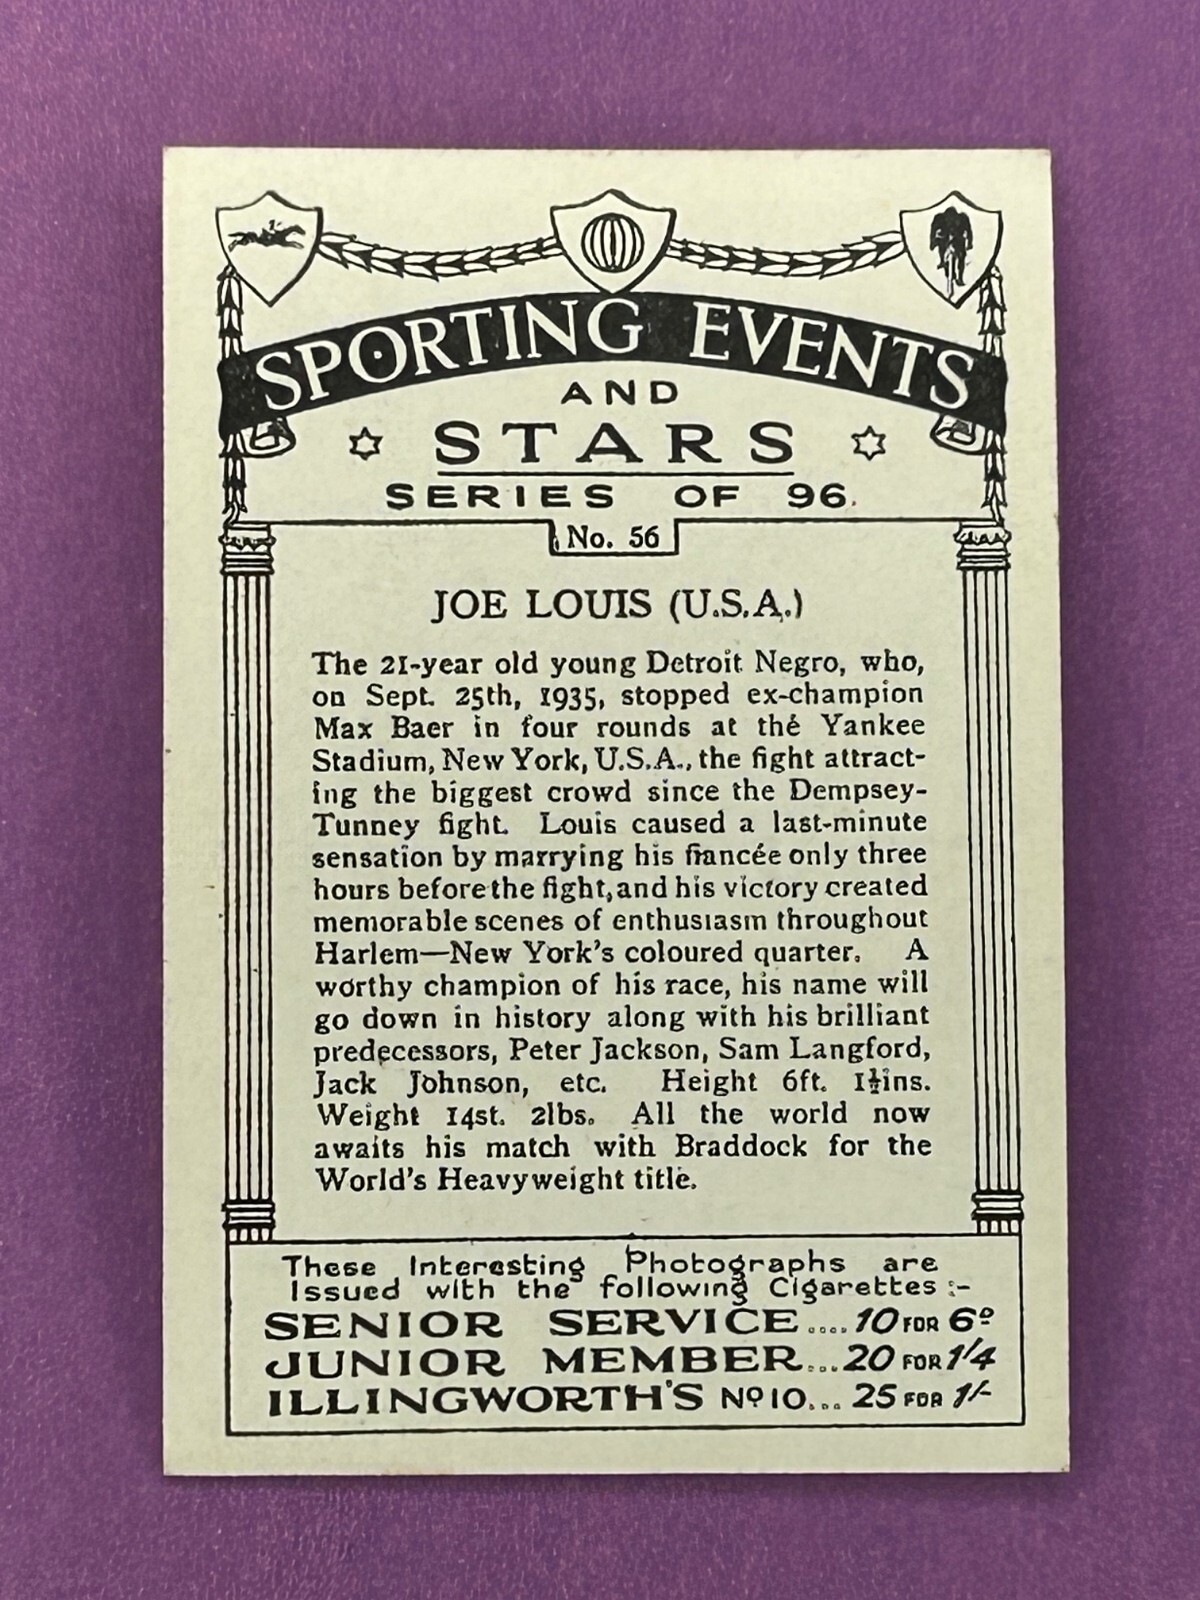 SPORTING EVENTS
AND
STARS
SERIES OF 96.
No. 56
JOE LOUIS (U.S.A.)
The 21-year old young Detroit Negro, who,
on Sept. 25th, 1935, stopped ex-champion
Max Baer in four rounds at the Yankee
Stadium, New York, U.S.A., the fight attract-
ing the biggest crowd since the Dempsey-
Tunney fight. Louis caused a last-minute
sensation by marrying his fiancée only three
hours before the fight, and his victory created
memorable scenes of enthusiasm throughout
Harlem—New York's coloured quarter. A
worthy champion of his race, his name will
go down in history along with his brilliant
predecessors, Peter Jackson, Sam Langford,
Jack Johnson, etc. Height 6ft. 1½ins.
Weight 14st. 2lbs. All the world now
awaits his match with Braddock for the
World's Heavyweight title.
These Interesting Photographs are
Issued with the following Cigarettes:-
SENIOR SERVICE.... 10 FOR 6ᴰ
JUNIOR MEMBER... 20 FOR 1/4
ILLINGWORTH'S Nº 10... 25 FOR 1/-